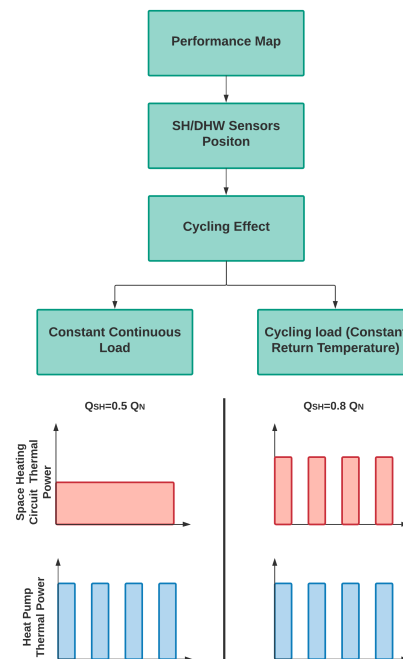 Performance Map
SH/DHW Sensors
Positon
Cycling Effect
Constant Continuous
Load
Cycling load (Constant
Return Temperature)
QSH=0.5 QN
QSH=0.8 QN
Space Heating
Circuit Thermal
Power
Heat Pump
Thermal Power